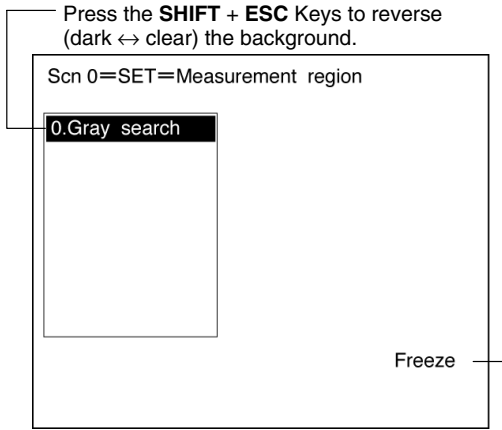 Press the SHIFT + ESC Keys to reverse
(dark ↔ clear) the background.
Scn 0=SET=Measurement region
0.Gray search
Freeze